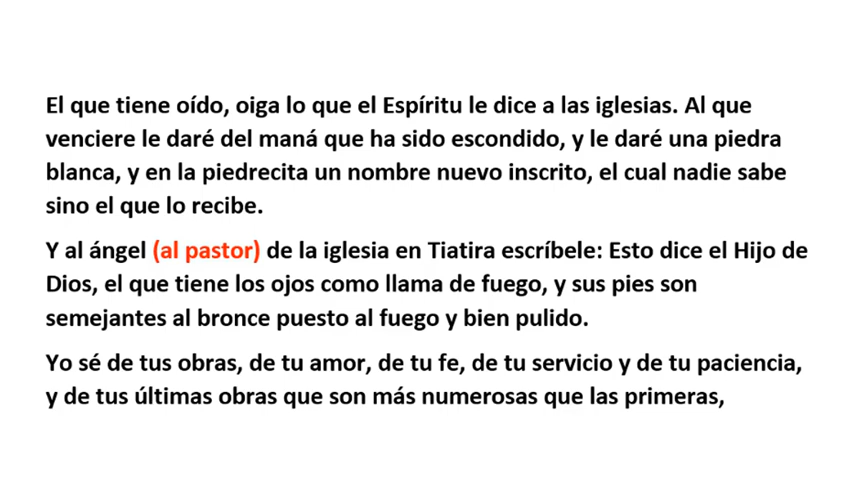 El que tiene oído, oiga lo que el Espíritu le dice a las iglesias. Al que
venciere le daré del maná que ha sido escondido, y le daré una piedra
blanca, y en la piedrecita un nombre nuevo inscrito, el cual nadie sabe
sino el que lo recibe.
Y al ángel (al pastor) de la iglesia en Tiatira escríbele: Esto dice el Hijo de
Dios, el que tiene los ojos como llama de fuego, y sus pies son
semejantes al bronce puesto al fuego y bien pulido.
Yo sé de tus obras, de tu amor, de tu fe, de tu servicio y de tu paciencia,
y de tus últimas obras que son más numerosas que las primeras,